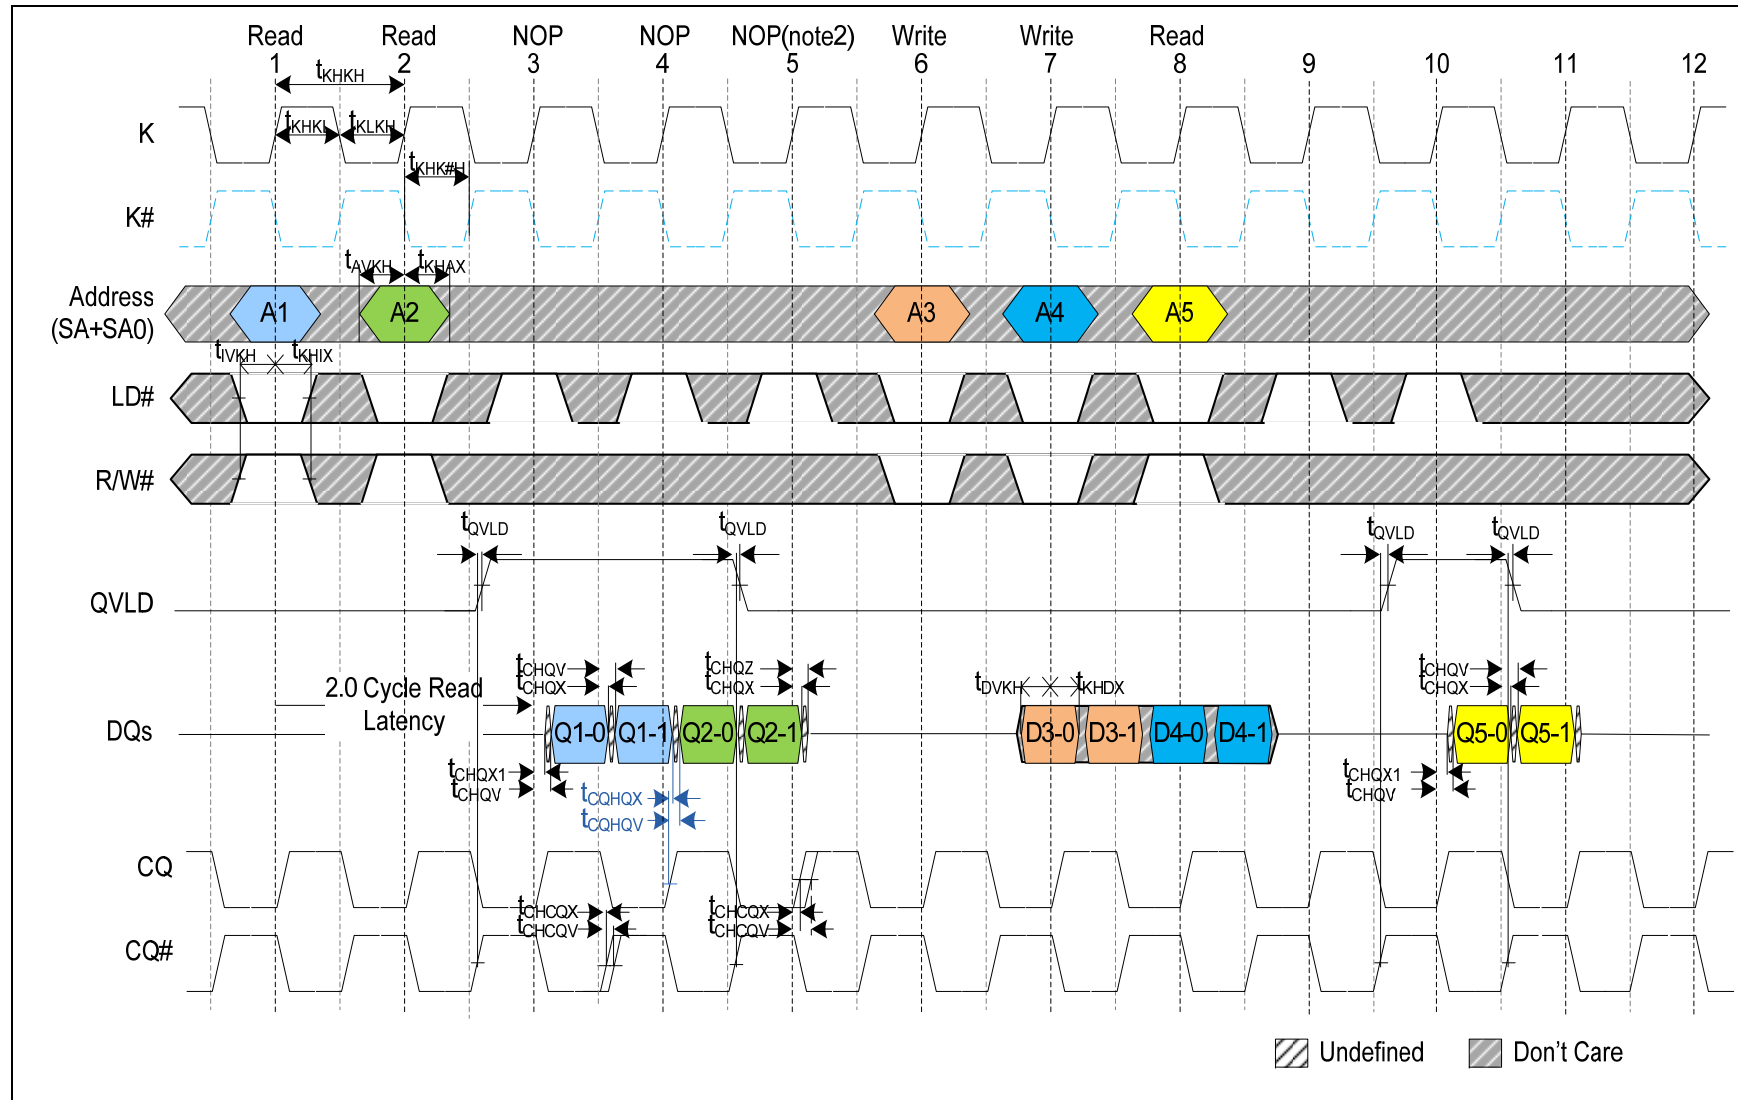 Read Read NOP NOP NOP(note2) Write Write Read
1 2 3 4 5 6 7 8 9 10 11 12
tKHKH
K
tKHKL tKLKH
tKHK#H
K#
tAVKH tKHAX
Address
(SA+SA0)
A1 A2 A3 A4 A5
tIVKH tKHIX
LD#
R/W#
tQVLD tQVLD tQVLD tQVLD
QVLD
tCHQV tCHQZ tCHQV
tCHQX tCHQX tDVKH tKHDX tCHQX
2.0 Cycle Read
Latency
DQs
Q1-0 Q1-1 Q2-0 Q2-1 D3-0 D3-1 D4-0 D4-1 Q5-0 Q5-1
tCHQX1 tCHQX1
tCHQV tCHQV
tCQHQX
tCQHQV
CQ
tCHCQX tCHCQX
tCHCQV tCHCQV
CQ#
Undefined Don't Care